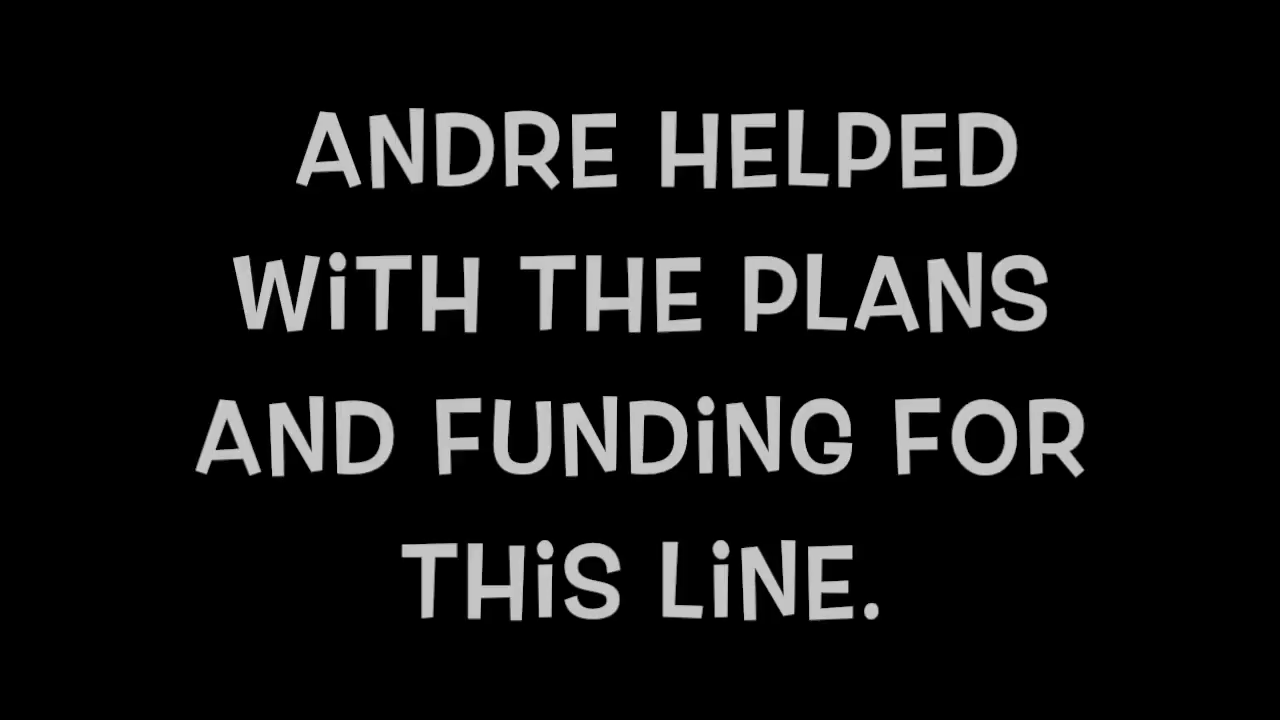 ANDRE HELPED
WiTH THE PLANS
AND FUNDiNG FOR
THiS LiNE.